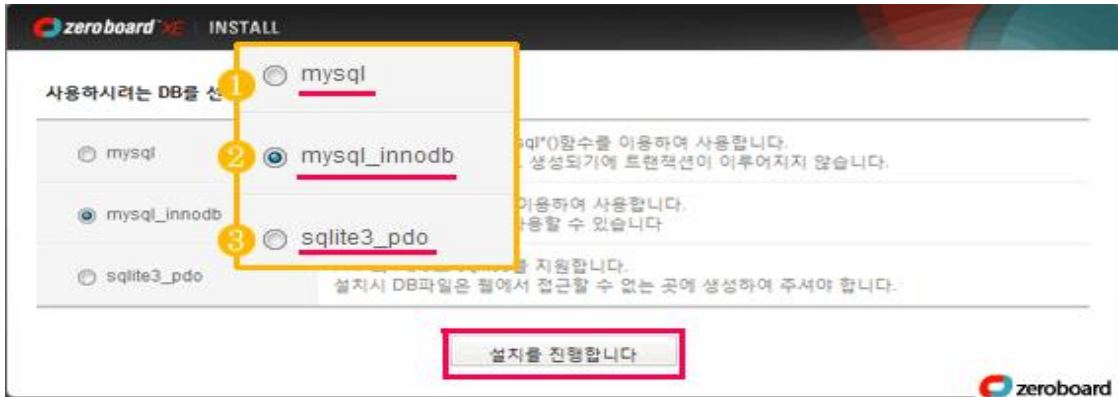 zeroboard XE INSTALL
사용하시려는 DB를 선
1 mysql
2 mysql_innodb
3 sqlite3_pdo
mysql
sql*()함수를 이용하여 사용합니다.
생성되기에 트랜잭션이 이루어지지 않습니다.
mysql_innodb
이용하여 사용합니다.
사용할 수 있습니다
sqlite3_pdo
지원합니다.
설치시 DB파일은 웹에서 접근할 수 없는 곳에 생성하여 주셔야 합니다.
설치를 진행합니다
zeroboard